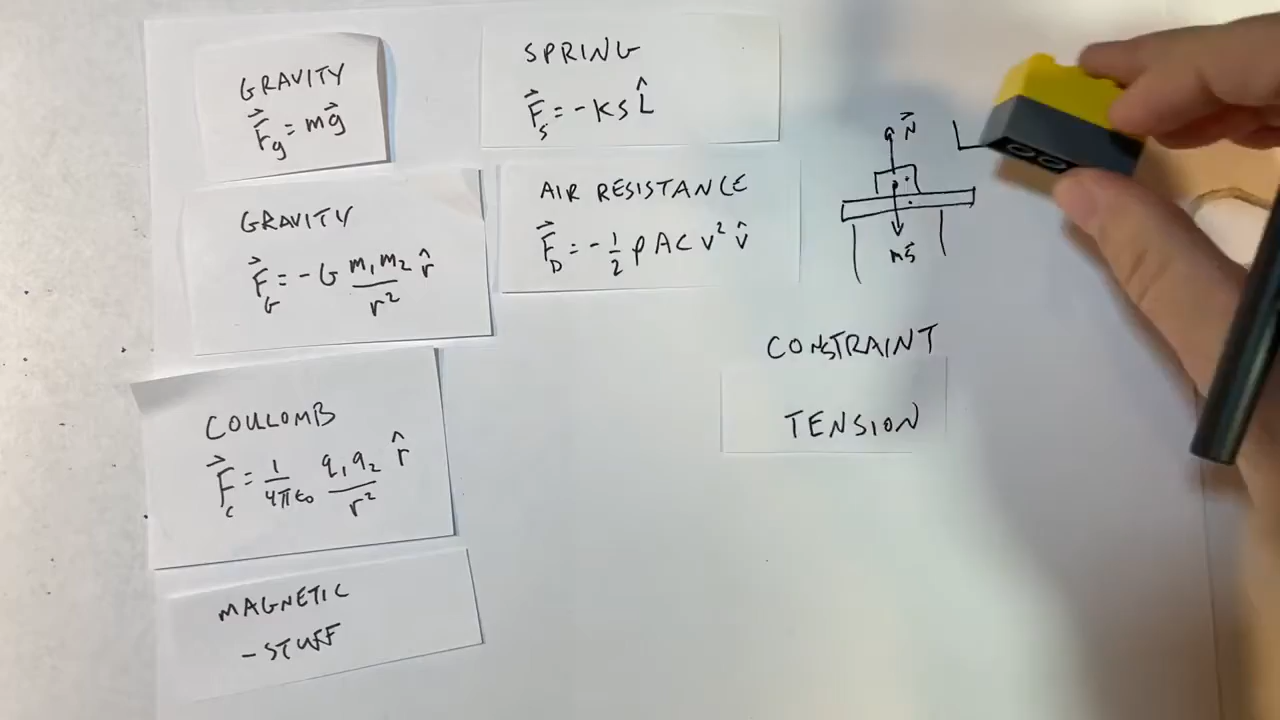 GRAVITY
F⃗g = mg⃗
GRAVITY
F⃗G = -G m₁m₂/r² r̂
COULOMB
F⃗c = 1/4πε₀ q₁q₂/r² r̂
MAGNETIC
- STUFF
SPRING
F⃗s = -ks L̂
AIR RESISTANCE
F⃗D = -1/2 ρACv² v̂
N⃗
mg⃗
CONSTRAINT
TENSION